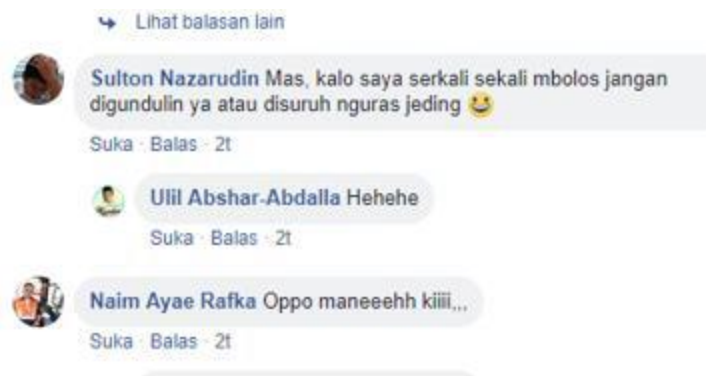 Lihat balasan lain
Sulton Nazarudin Mas, kalo saya serkali sekali mbolos jangan
digundulin ya atau disuruh nguras jeding 😀
Suka · Balas · 2t
Ulil Abshar-Abdalla Hehehe
Suka · Balas · 2t
Naim Ayae Rafka Oppo maneeehh kiiii,,,
Suka · Balas · 2t